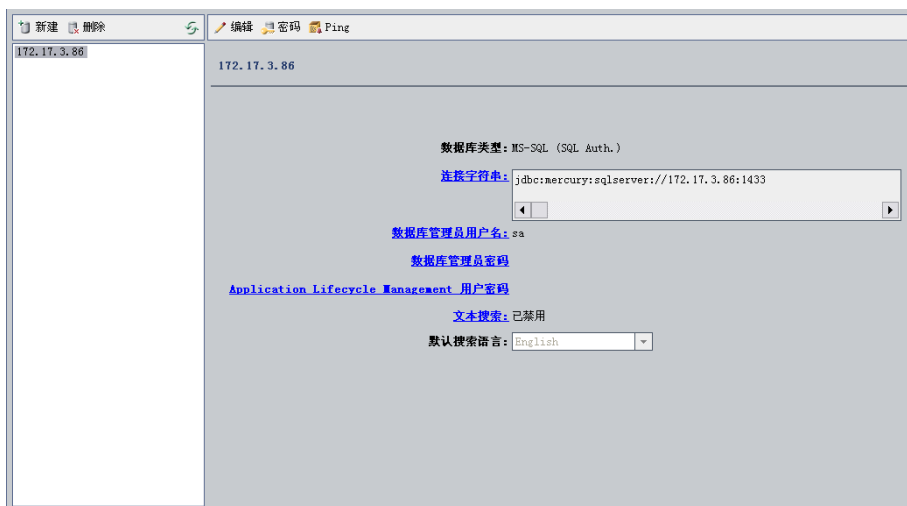 新建 删除
编辑 密码 Ping
172.17.3.86
172.17.3.86
数据库类型: MS-SQL (SQL Auth.)
连接字符串: jdbc:mercury:sqlserver://172.17.3.86:1433
数据库管理员用户名: sa
数据库管理员密码
Application Lifecycle Management 用户密码
文本搜索: 已禁用
默认搜索语言: English